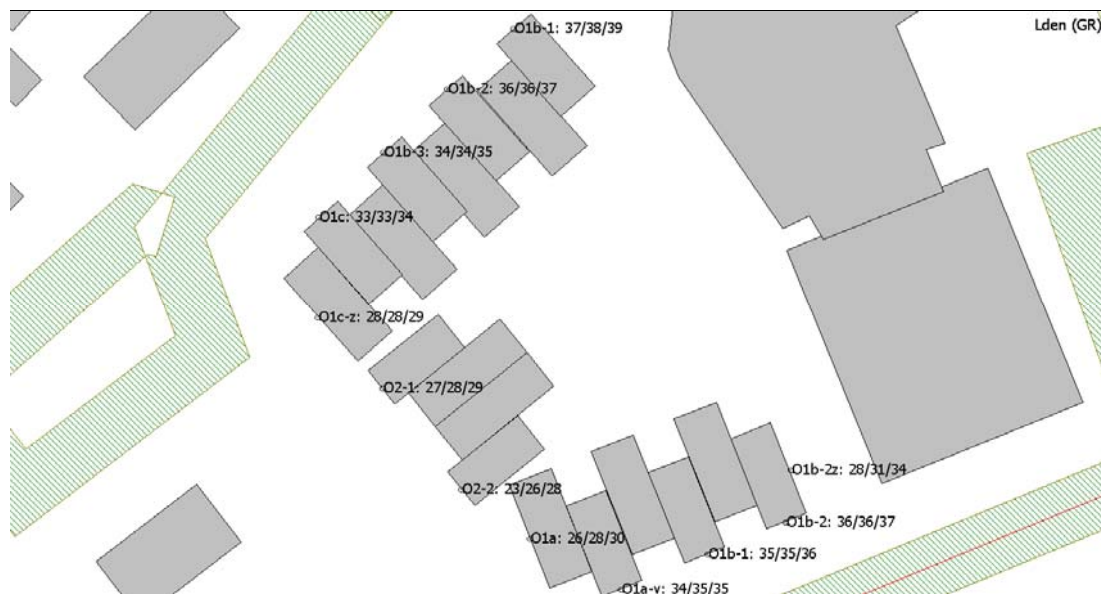 O1b-1: 37/38/39
Lden (GR)
O1b-2: 36/36/37
O1b-3: 34/34/35
O1c: 33/33/34
O1c-z: 28/28/29
O2-1: 27/28/29
O1b-2z: 28/31/34
O2-2: 23/26/28
O1b-2: 36/36/37
O1a: 26/28/30
O1b-1: 35/35/36
O1a-v: 34/35/35